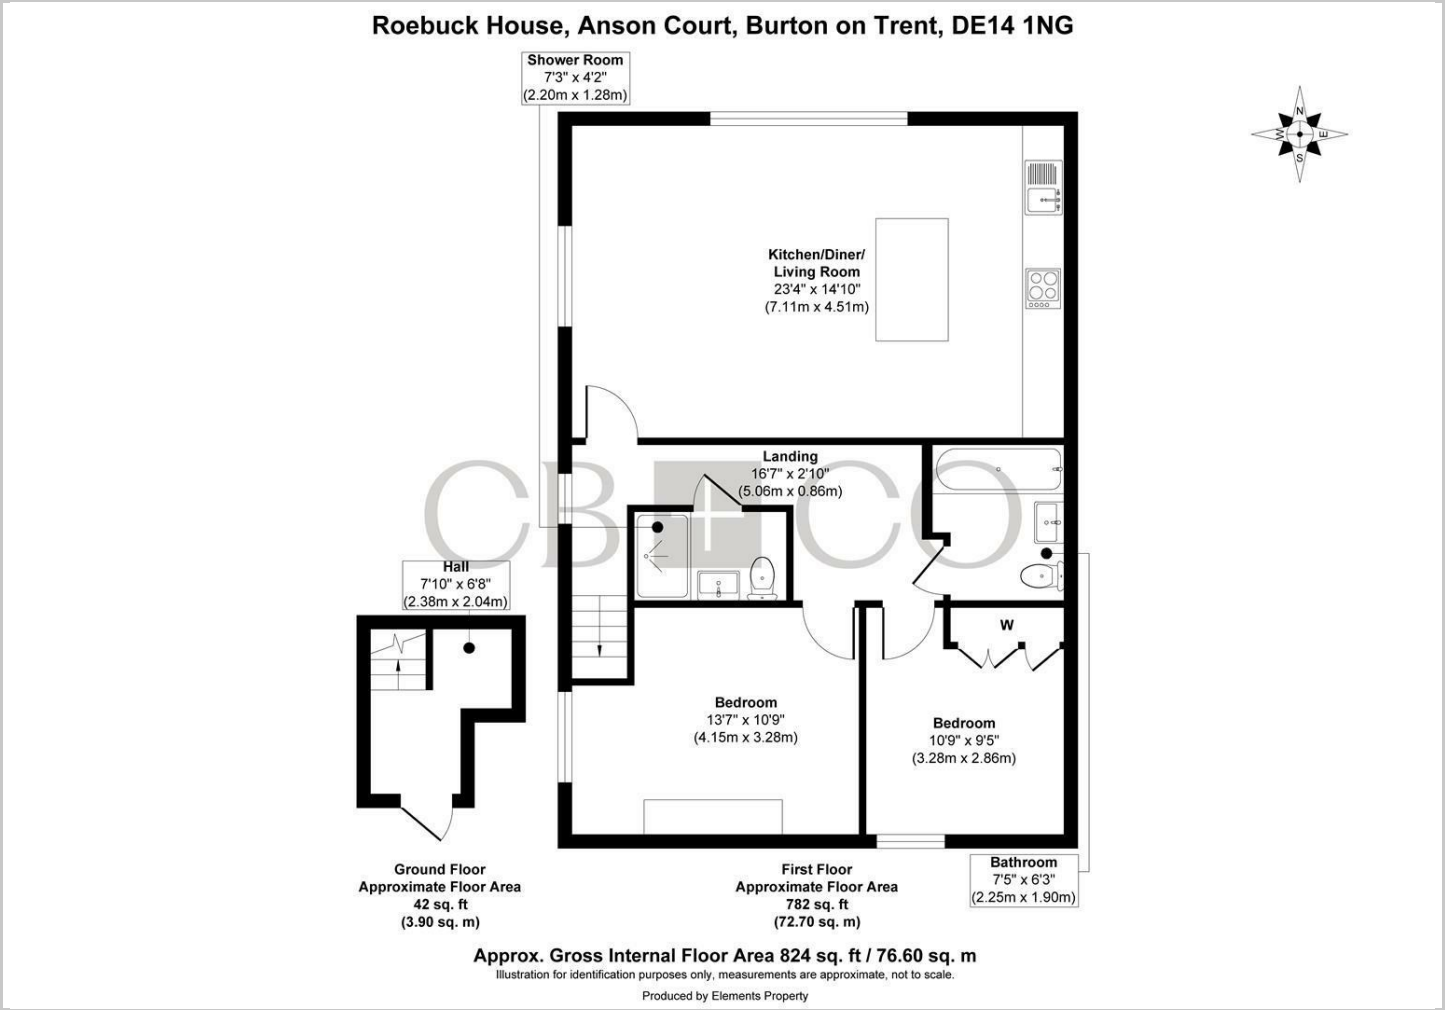 Roebuck House, Anson Court, Burton on Trent, DE14 1NG
Shower Room
7'3" x 4'2"
(2.20m x 1.28m)
N
W
E
S
Kitchen/Diner/
Living Room
23'4" x 14'10"
(7.11m x 4.51m)
Landing
16'7" x 2'10"
(5.06m x 0.86m)
CB+CO
Hall
7'10" x 6'8"
(2.38m x 2.04m)
W
Bedroom
13'7" x 10'9"
(4.15m x 3.28m)
Bedroom
10'9" x 9'5"
(3.28m x 2.86m)
Bathroom
7'5" x 6'3"
(2.25m x 1.90m)
Ground Floor
Approximate Floor Area
42 sq. ft
(3.90 sq. m)
First Floor
Approximate Floor Area
782 sq. ft
(72.70 sq. m)
Approx. Gross Internal Floor Area 824 sq. ft / 76.60 sq. m
Illustration for identification purposes only, measurements are approximate, not to scale.
Produced by Elements Property